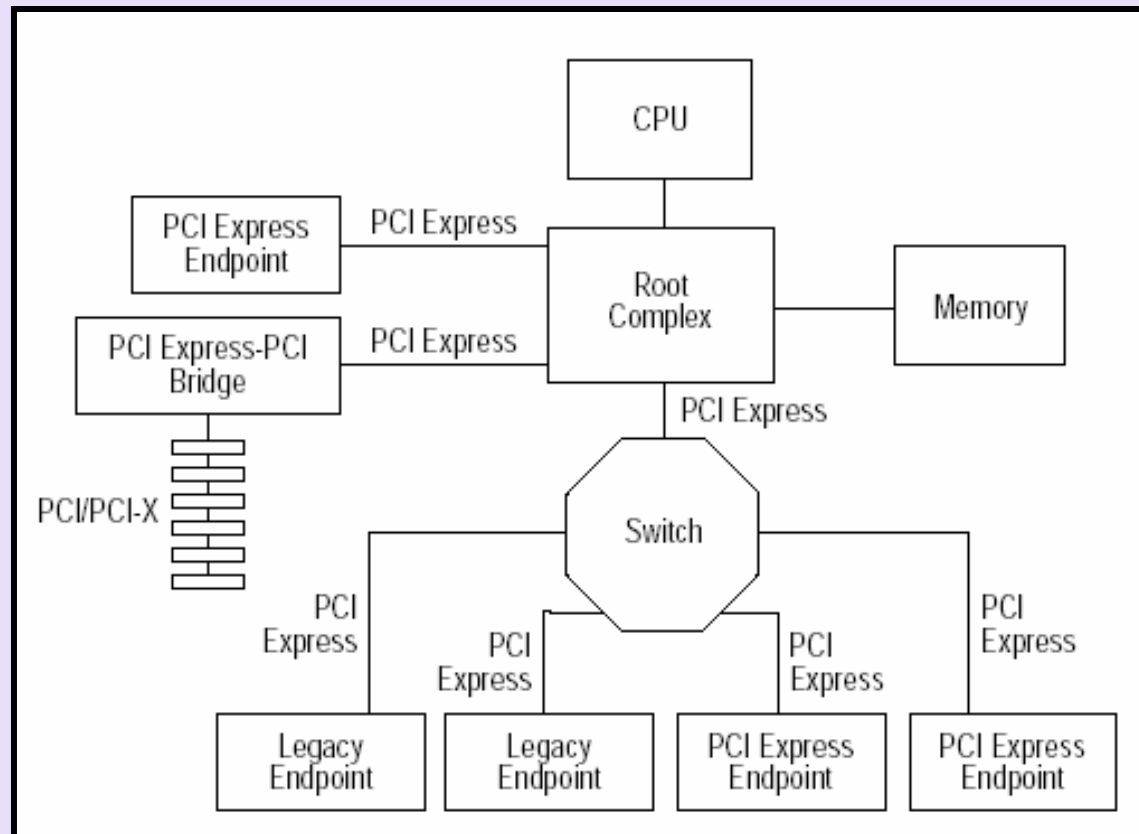 CPU
PCI Express
Endpoint
PCI Express
Root
Complex
Memory
PCI Express-PCI
Bridge
PCI Express
PCI Express
PCI/PCI-X
Switch
PCI
Express
PCI
Express
PCI
Express
PCI
Express
Legacy
Endpoint
Legacy
Endpoint
PCI Express
Endpoint
PCI Express
Endpoint